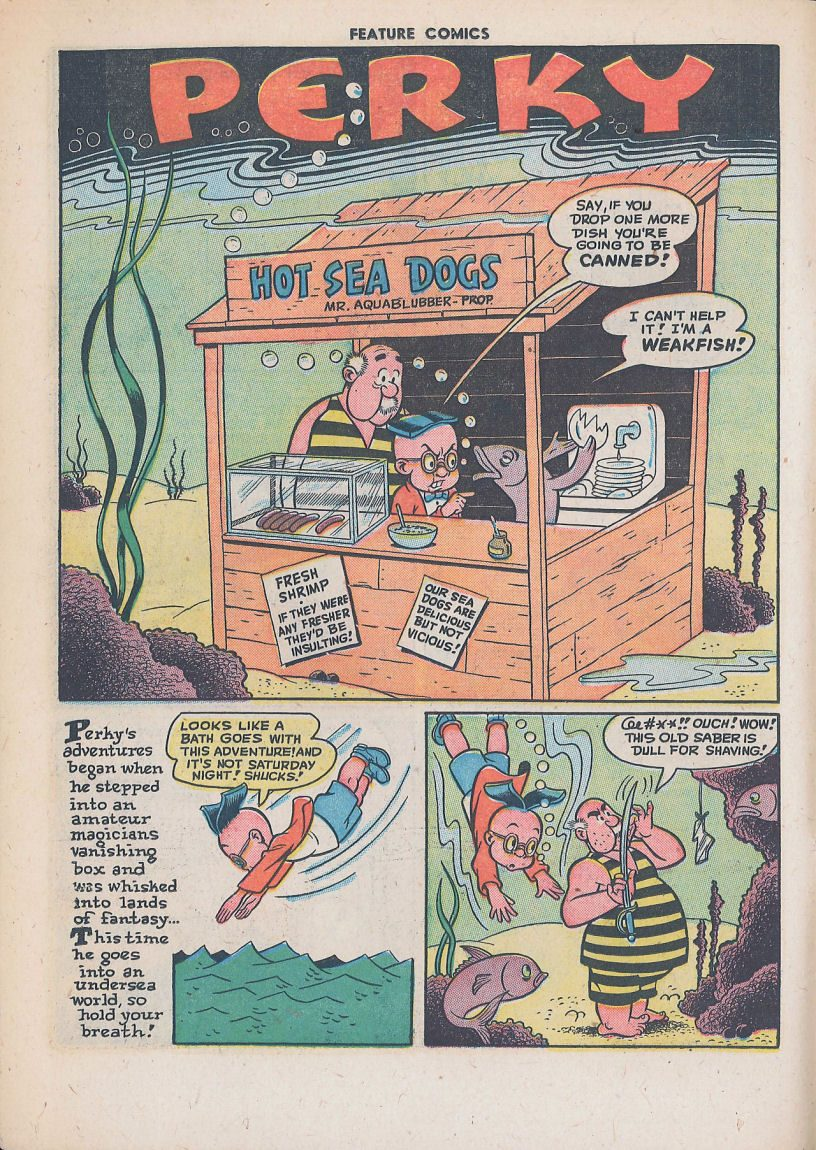 FEATURE COMICS
PERKY
SAY, IF YOU
DROP ONE MORE
DISH YOU'RE
GOING TO BE
CANNED!
HOT SEA DOGS
MR. AQUABLUBBER-PROP.
I CAN'T HELP
IT! I'M A
WEAKFISH!
FRESH
SHRIMP
IF THEY WERE
ANY FRESHER
THEY'D BE
INSULTING!
OUR SEA
DOGS ARE
DELICIOUS
BUT NOT
VICIOUS!
Perky's
adventures
began when
he stepped
into an
amateur
magicians
vanishing
box and
was whisked
into lands
of fantasy...
This time
he goes
into an
undersea
world, so
hold your
breath!
LOOKS LIKE A
BATH GOES WITH
THIS ADVENTURE! AND
IT'S NOT SATURDAY
NIGHT! SHUCKS!
@e#**!! OUCH! WOW!
THIS OLD SABER IS
DULL FOR SHAVING!